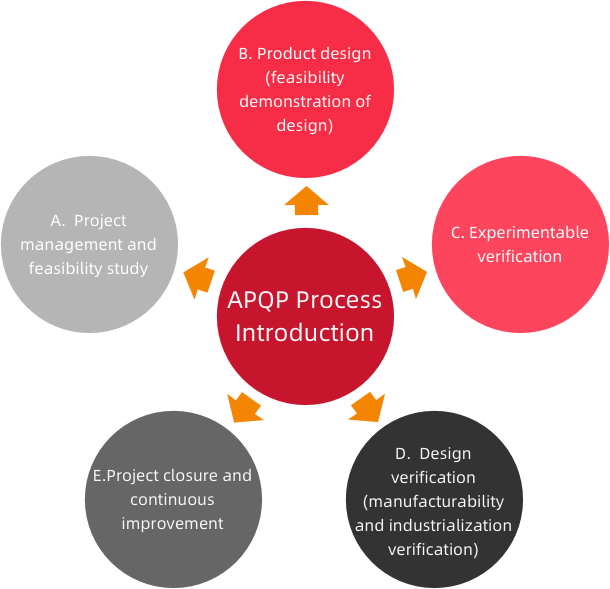 B. Product design
(feasibility
demonstration of
design)
A.  Project
management and
feasibility study
C. Experimentable
verification
APQP Process
Introduction
E.Project closure and
continuous
improvement
D.  Design
verification
(manufacturability
and industrialization
verification)